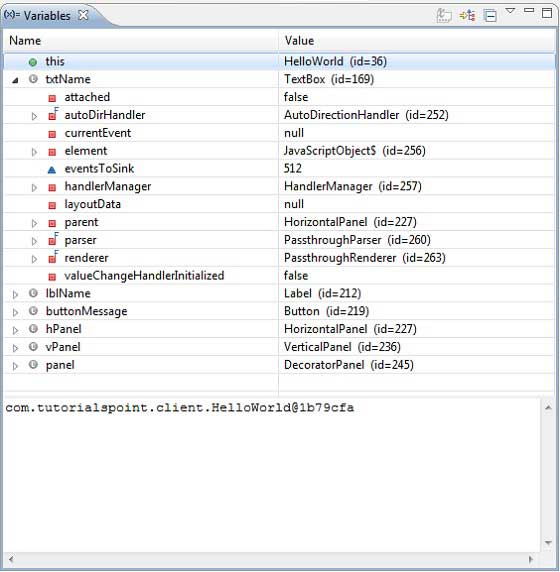 (x)= Variables
Name Value
this HelloWorld (id=36)
txtName TextBox (id=169)
attached false
F autoDirHandler AutoDirectionHandler (id=252)
currentEvent null
element JavaScriptObject$ (id=256)
eventsToSink 512
handlerManager HandlerManager (id=257)
layoutData null
parent HorizontalPanel (id=227)
F parser PassthroughParser (id=260)
F renderer PassthroughRenderer (id=263)
valueChangeHandlerInitialized false
lblName Label (id=212)
buttonMessage Button (id=219)
hPanel HorizontalPanel (id=227)
vPanel VerticalPanel (id=236)
panel DecoratorPanel (id=245)
com.tutorialspoint.client.HelloWorld@1b79cfa